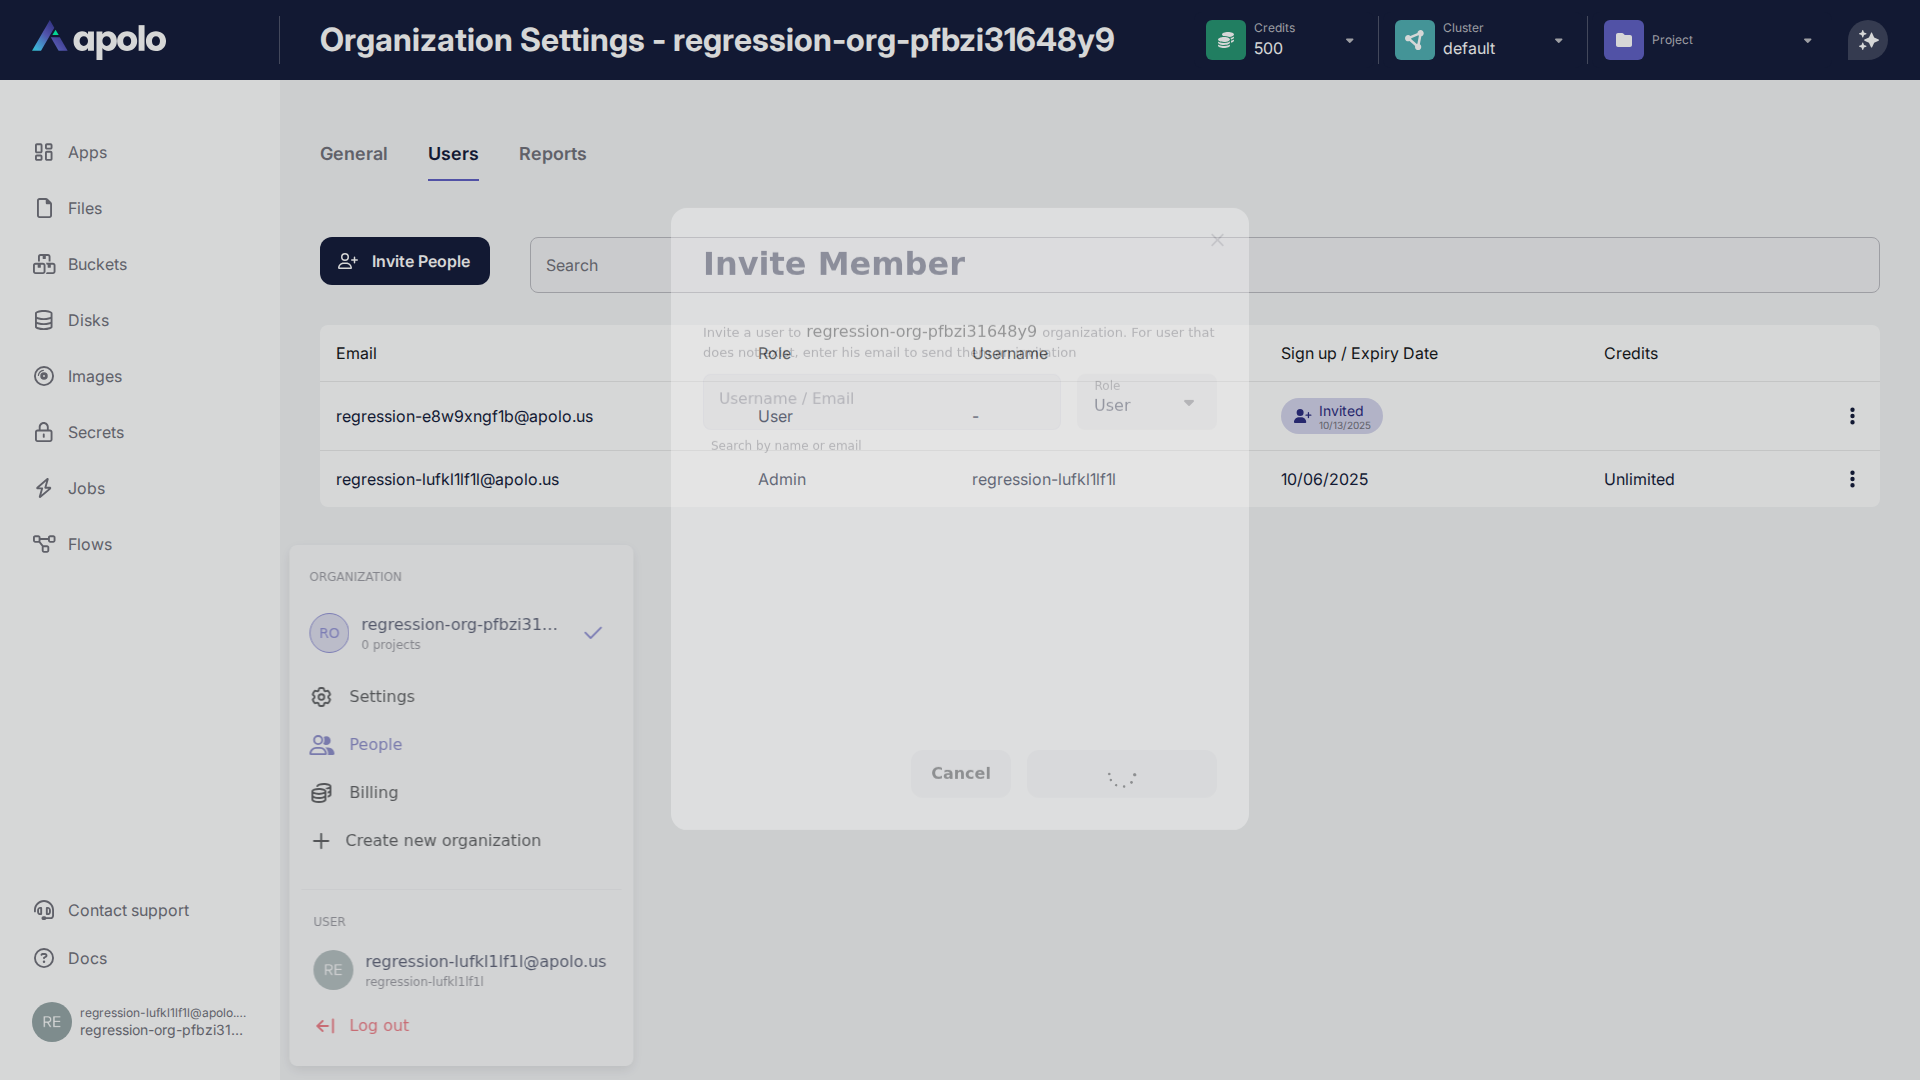 apolo
Organization Settings - regression-org-pfbzi31648y9
Credits
500
Cluster
default
Project
Apps
Files
Buckets
Disks
Images
Secrets
Jobs
Flows
Contact support
Docs
RE
regression-lufkl1lf1l@apolo....
regression-org-pfbzi31...
General
Users
Reports
Invite People
Search
Email
Role
Username
Sign up / Expiry Date
Credits
regression-e8w9xngf1b@apolo.us
User
-
Invited
10/13/2025
regression-lufkl1lf1l@apolo.us
Admin
regression-lufkl1lf1l
10/06/2025
Unlimited
Invite Member
Invite a user to regression-org-pfbzi31648y9 organization. For user that
does not exist, enter his email to send them an invitation
Username / Email
Role
User
Search by name or email
Cancel
ORGANIZATION
RO
regression-org-pfbzi31...
0 projects
Settings
People
Billing
Create new organization
USER
RE
regression-lufkl1lf1l@apolo.us
regression-lufkl1lf1l
Log out